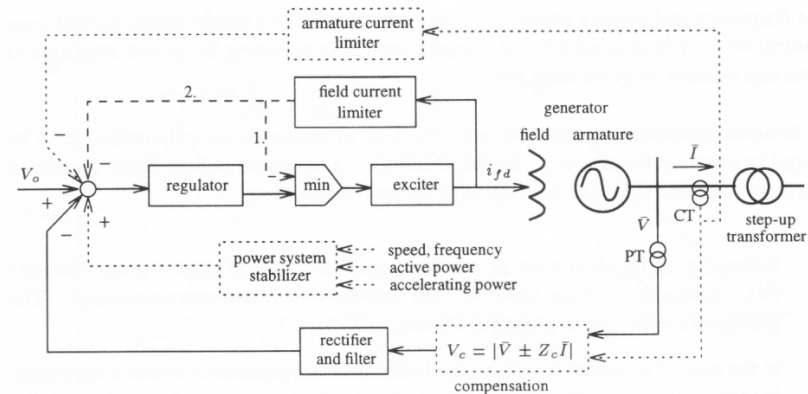 armature current
limiter
2.
field current
limiter
1.
generator
field armature
V_o
−
−
−
+
−
+
regulator
min
exciter
i_fd
Ī
CT
V̄
PT
step-up
transformer
power system
stabilizer
speed, frequency
active power
accelerating power
rectifier
and filter
V_c = |V̄ ± Z_c Ī|
compensation